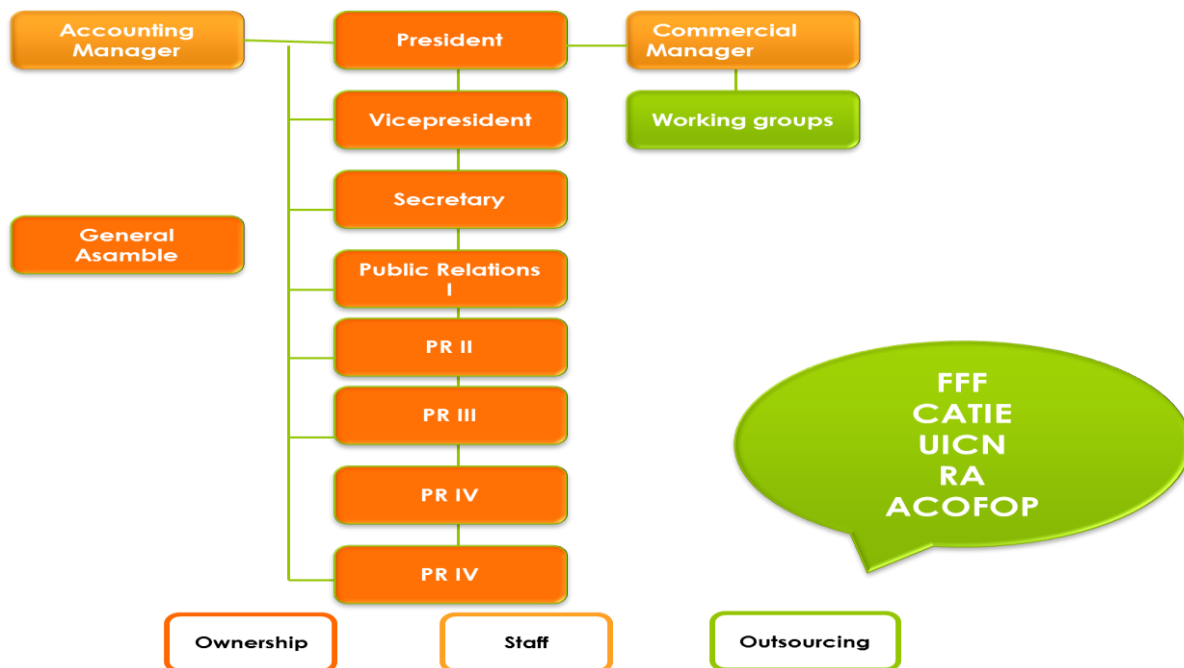 Accounting
Manager
President
Commercial
Manager
Vicepresident
Working groups
Secretary
General
Asamble
Public Relations
I
PR II
PR III
PR IV
PR IV
FFF
CATIE
UICN
RA
ACOFOP
Ownership
Staff
Outsourcing